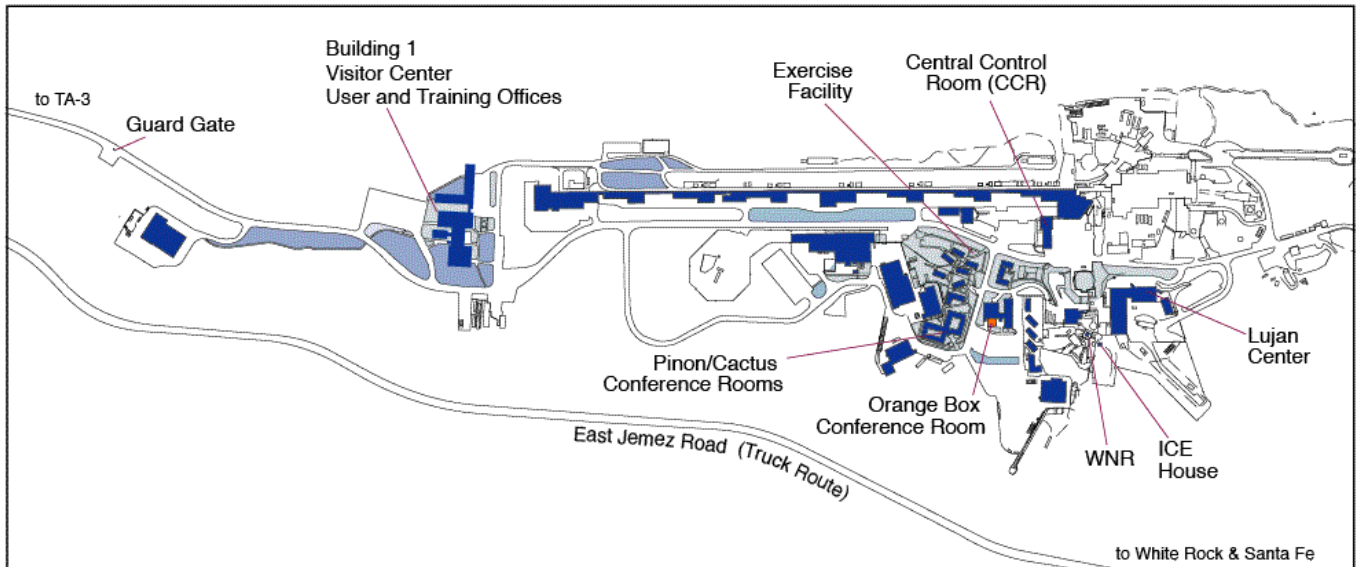 Building 1
Visitor Center
User and Training Offices
to TA-3
Guard Gate
Exercise
Facility
Central Control
Room (CCR)
Pinon/Cactus
Conference Rooms
Orange Box
Conference Room
Lujan
Center
WNR
ICE
House
East Jemez Road (Truck Route)
to White Rock & Santa Fe